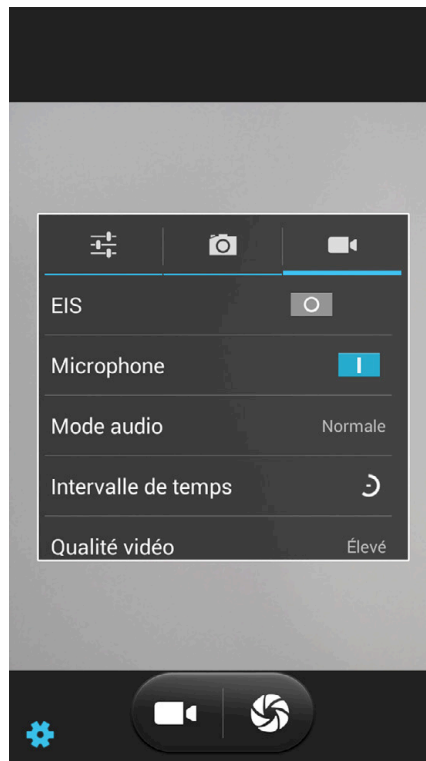 EIS
Microphone
Mode audio Normale
Intervalle de temps
Qualité vidéo Élevé